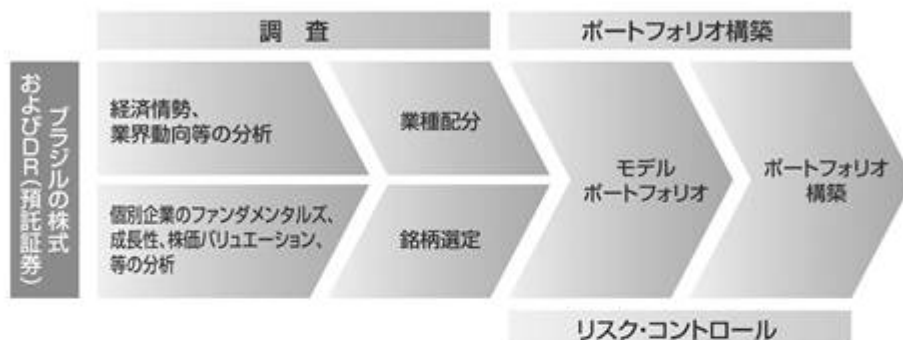 調 査
ポートフォリオ構築
ブラジルの株式
およびDR（預託証券）
経済情勢、
業界動向等の分析
業種配分
個別企業のファンダメンタルズ、
成長性、株価バリュエーション、
等の分析
銘柄選定
モデル
ポートフォリオ
ポートフォリオ
構築
リスク・コントロール